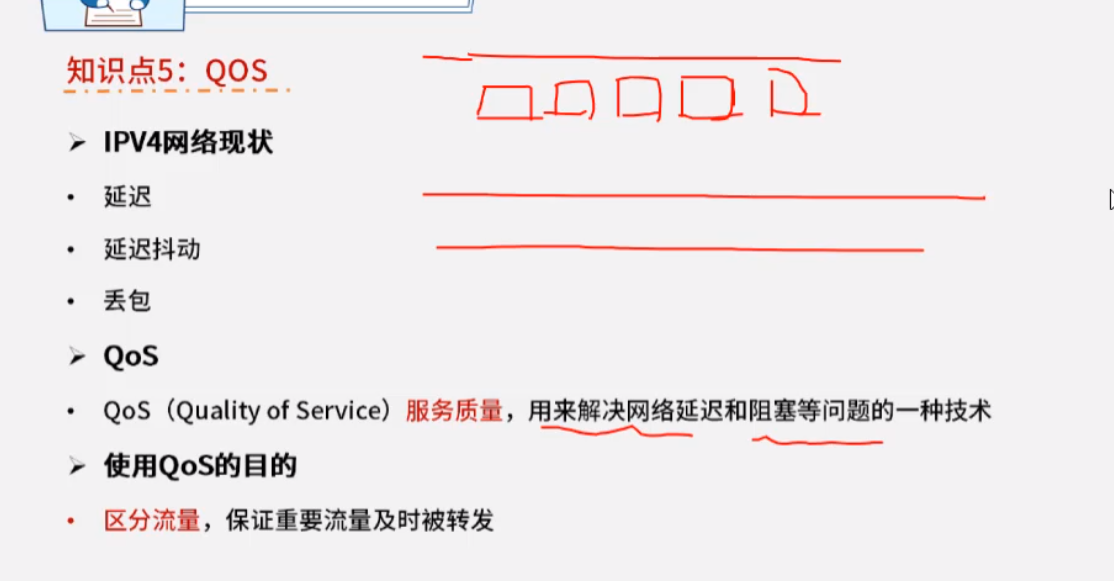 知识点5：QOS
➢ IPV4网络现状
• 延迟
• 延迟抖动
• 丢包
➢ QoS
• QoS（Quality of Service）服务质量，用来解决网络延迟和阻塞等问题的一种技术
➢ 使用QoS的目的
• 区分流量，保证重要流量及时被转发